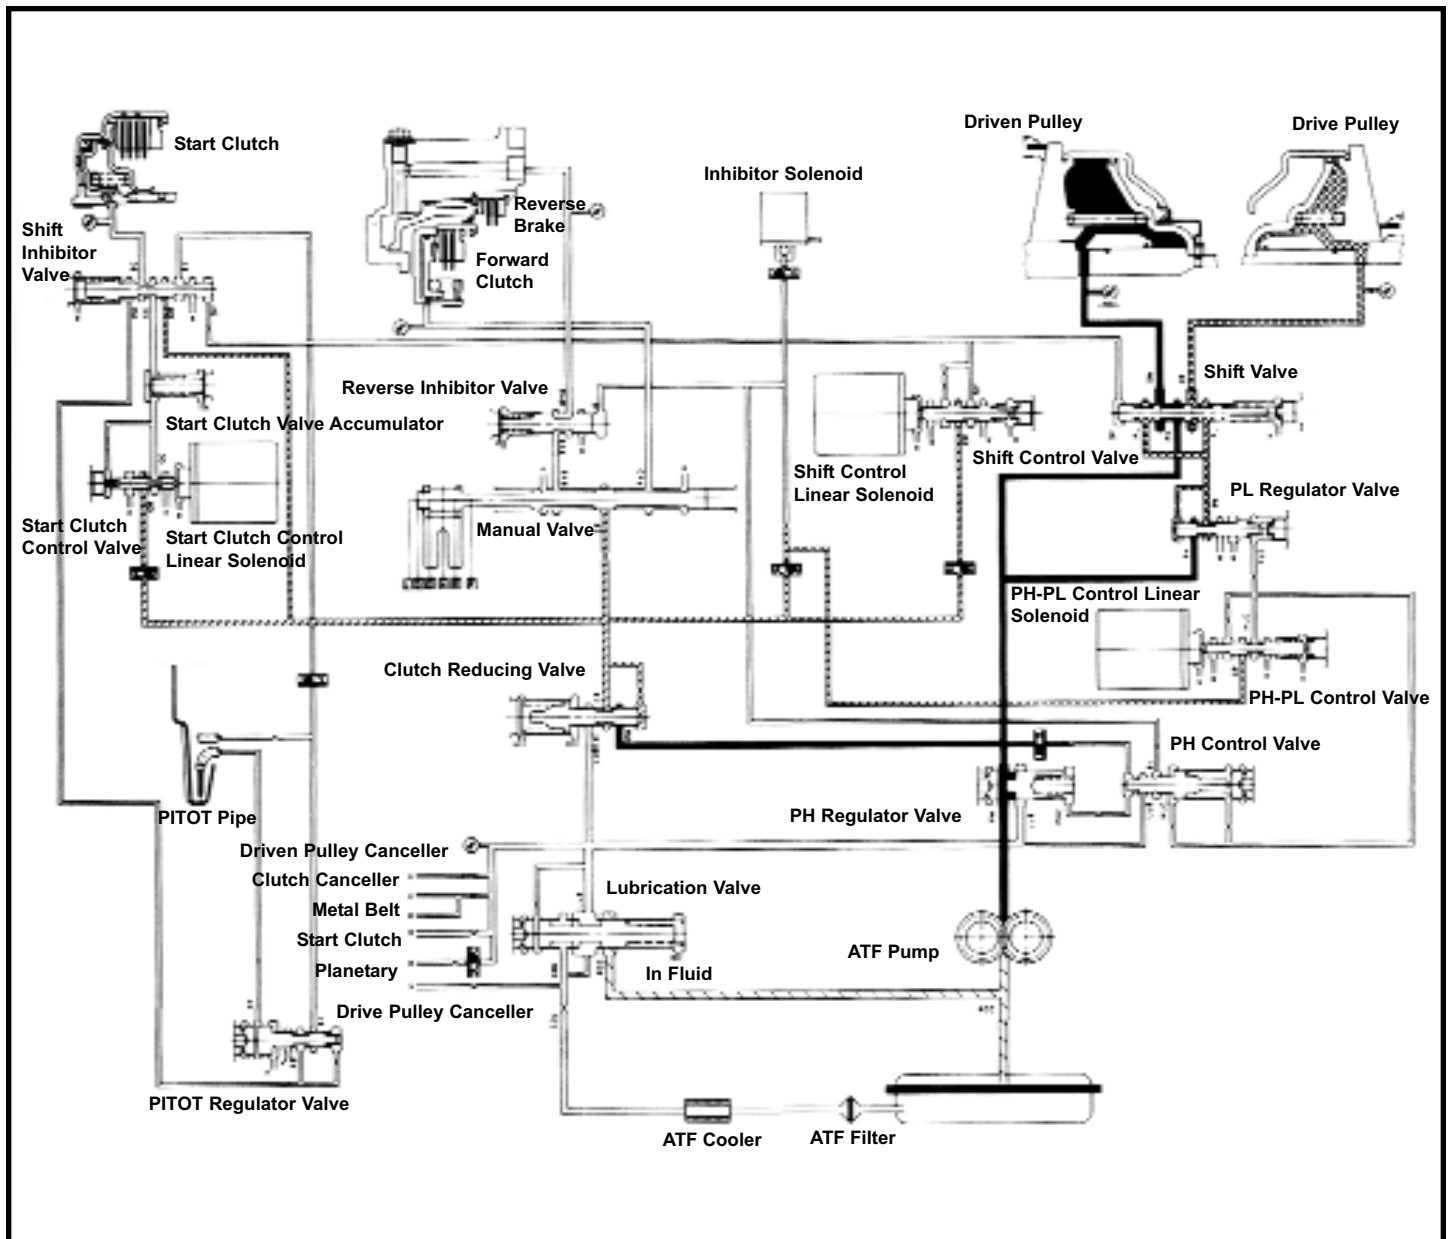 Driven Pulley
Drive Pulley
Start Clutch
Inhibitor Solenoid
Reverse
Brake
Shift
Inhibitor
Valve
Forward
Clutch
Shift Valve
Reverse Inhibitor Valve
Start Clutch Valve Accumulator
Shift Control
Linear Solenoid
Shift Control Valve
PL Regulator Valve
Start Clutch
Control Valve
Start Clutch Control
Linear Solenoid
Manual Valve
PH-PL Control Linear
Solenoid
Clutch Reducing Valve
PH-PL Control Valve
PH Control Valve
PITOT Pipe
PH Regulator Valve
Driven Pulley Canceller
Clutch Canceller
Lubrication Valve
Metal Belt
Start Clutch
ATF Pump
Planetary
In Fluid
Drive Pulley Canceller
PITOT Regulator Valve
ATF Cooler
ATF Filter